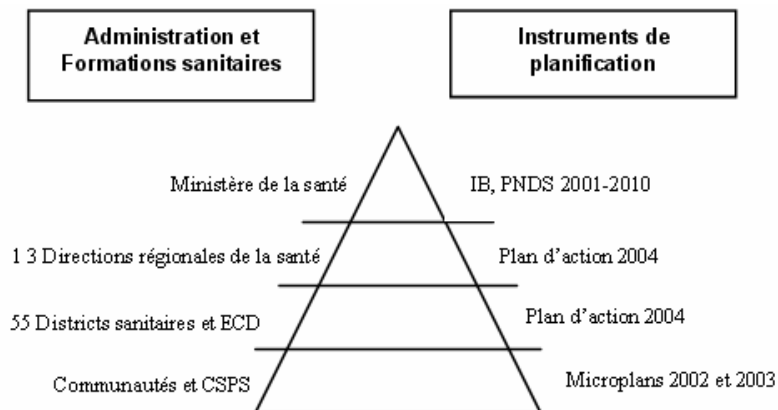 Administration et
Formations sanitaires
Instruments de
planification
Ministère de la santé
IB, PNDS 2001-2010
13 Directions régionales de la santé
Plan d'action 2004
55 Districts sanitaires et ECD
Plan d'action 2004
Communautés et CSPS
Microplans 2002 et 2003